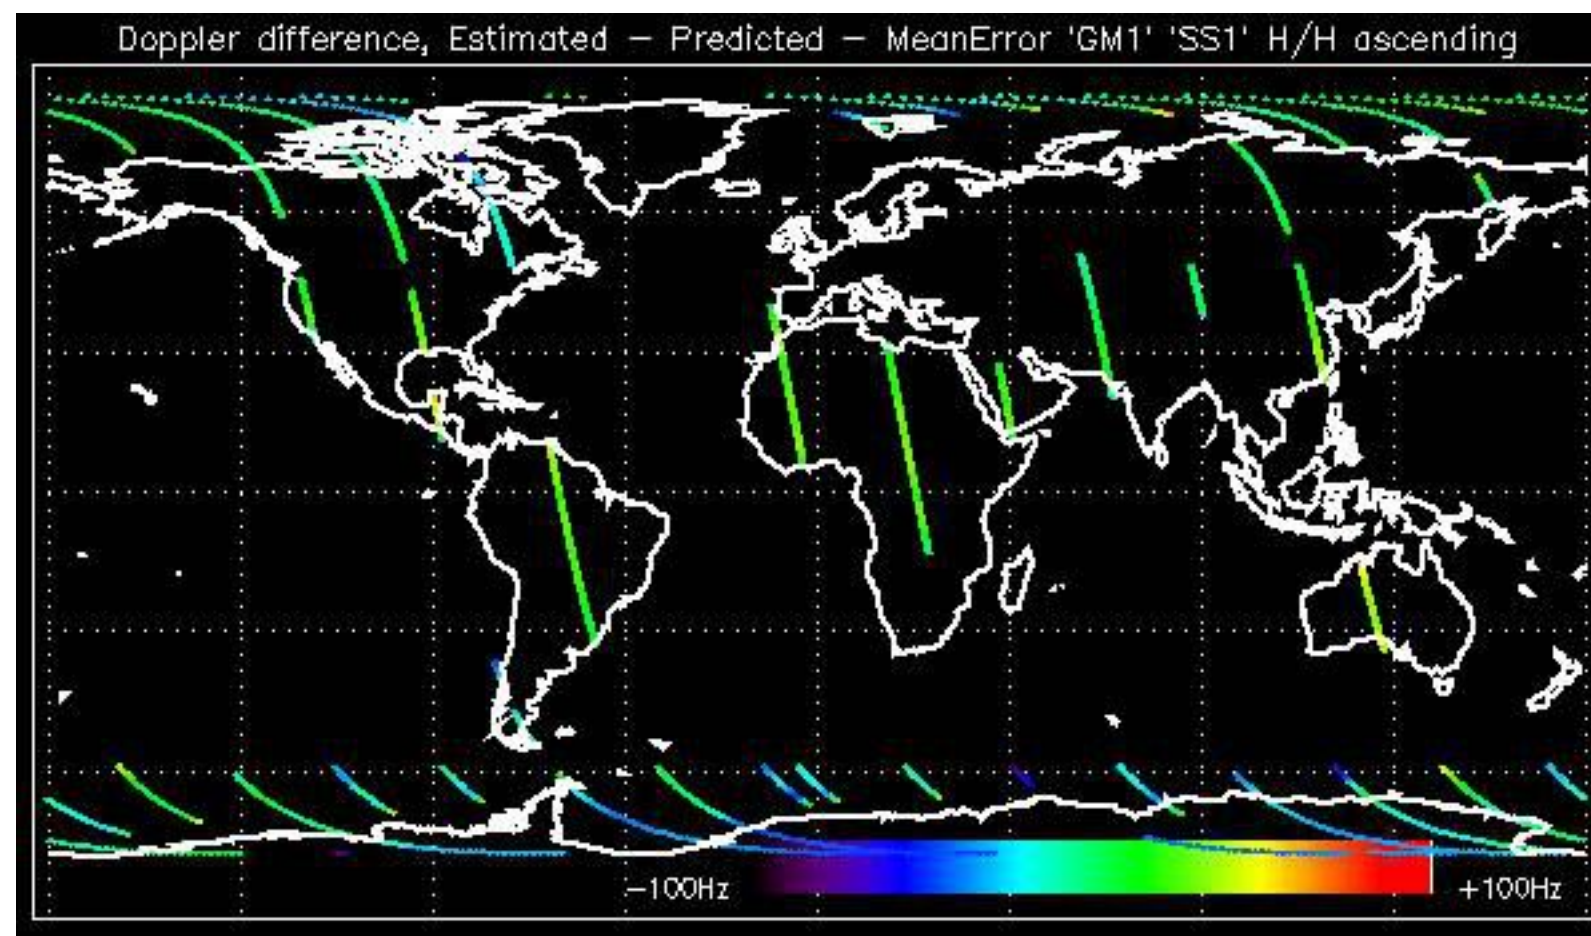 Doppler difference, Estimated – Predicted – MeanError 'GM1' 'SS1' H/H ascending
–100Hz
+100Hz